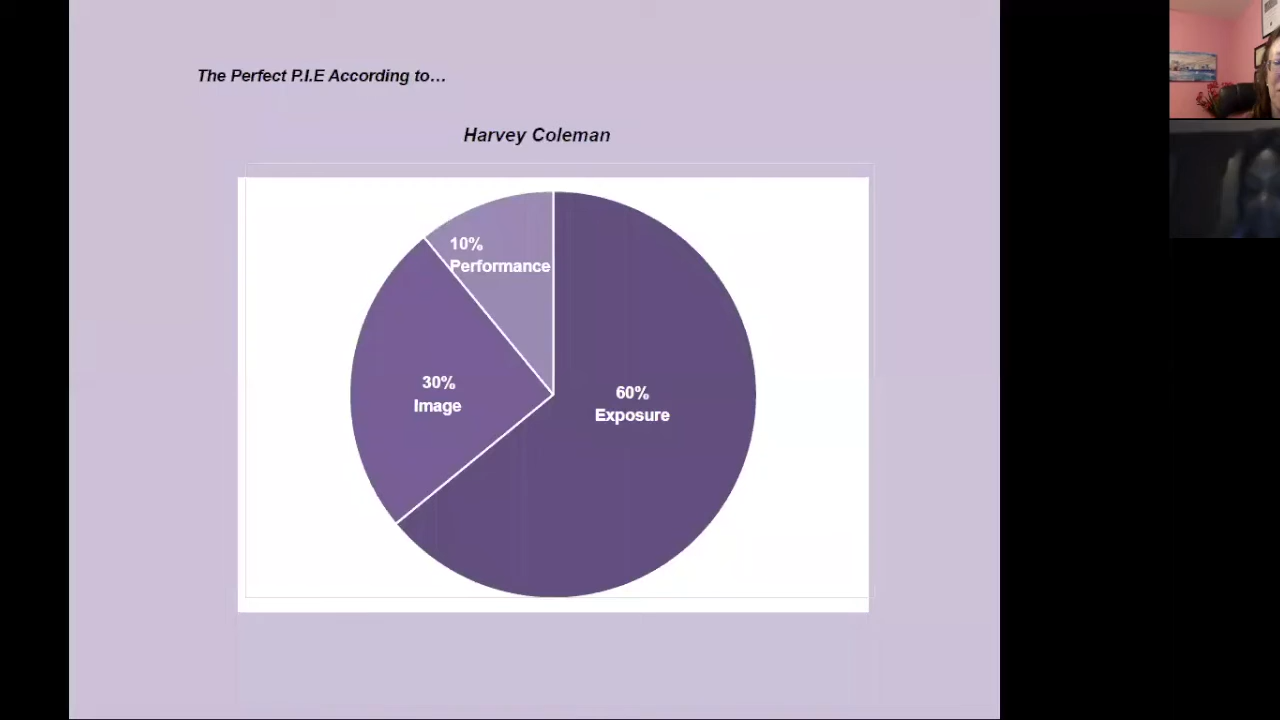 The Perfect P.I.E According to…
Harvey Coleman
10%
Performance
30%
Image
60%
Exposure